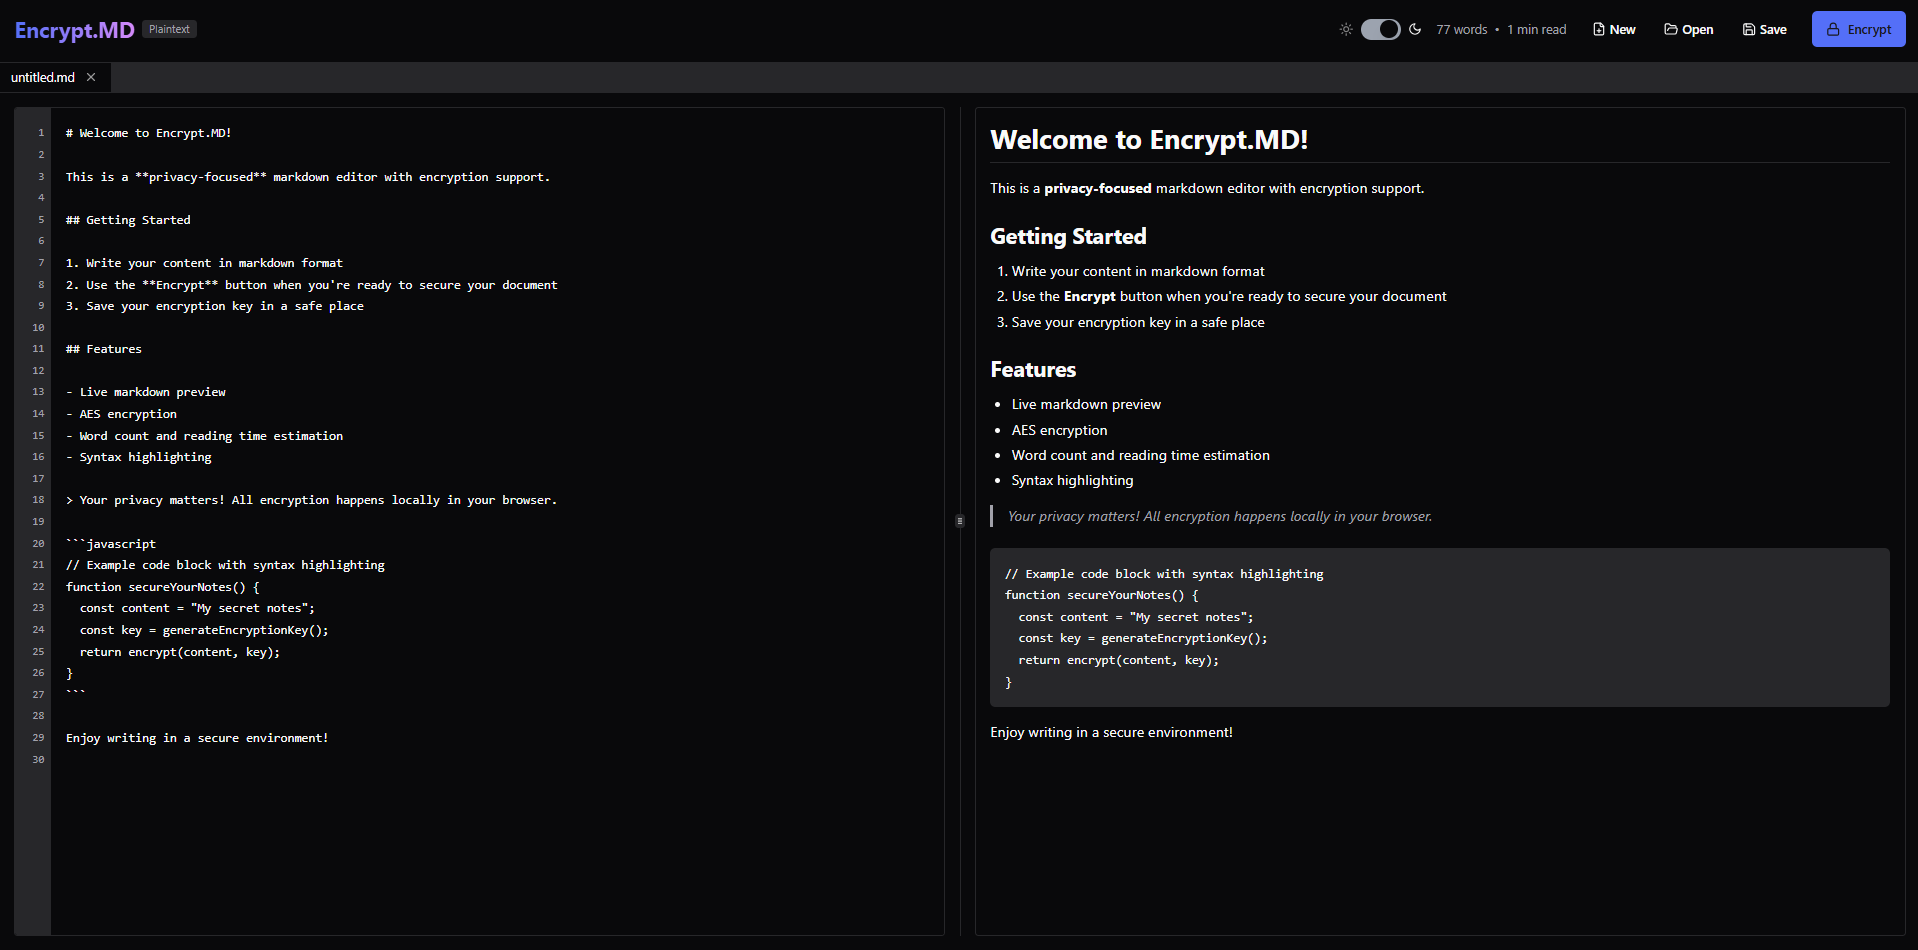 Encrypt.MD Plaintext 77 words • 1 min read New Open Save Encrypt
untitled.md
1 # Welcome to Encrypt.MD!
2
3 This is a **privacy-focused** markdown editor with encryption support.
4
5 ## Getting Started
6
7 1. Write your content in markdown format
8 2. Use the **Encrypt** button when you're ready to secure your document
9 3. Save your encryption key in a safe place
10
11 ## Features
12
13 - Live markdown preview
14 - AES encryption
15 - Word count and reading time estimation
16 - Syntax highlighting
17
18 > Your privacy matters! All encryption happens locally in your browser.
19
20 ```javascript
21 // Example code block with syntax highlighting
22 function secureYourNotes() {
23   const content = "My secret notes";
24   const key = generateEncryptionKey();
25   return encrypt(content, key);
26 }
27 ```
28
29 Enjoy writing in a secure environment!
30
Welcome to Encrypt.MD!
This is a privacy-focused markdown editor with encryption support.
Getting Started
1. Write your content in markdown format
2. Use the Encrypt button when you're ready to secure your document
3. Save your encryption key in a safe place
Features
• Live markdown preview
• AES encryption
• Word count and reading time estimation
• Syntax highlighting
Your privacy matters! All encryption happens locally in your browser.
// Example code block with syntax highlighting
function secureYourNotes() {
  const content = "My secret notes";
  const key = generateEncryptionKey();
  return encrypt(content, key);
}
Enjoy writing in a secure environment!